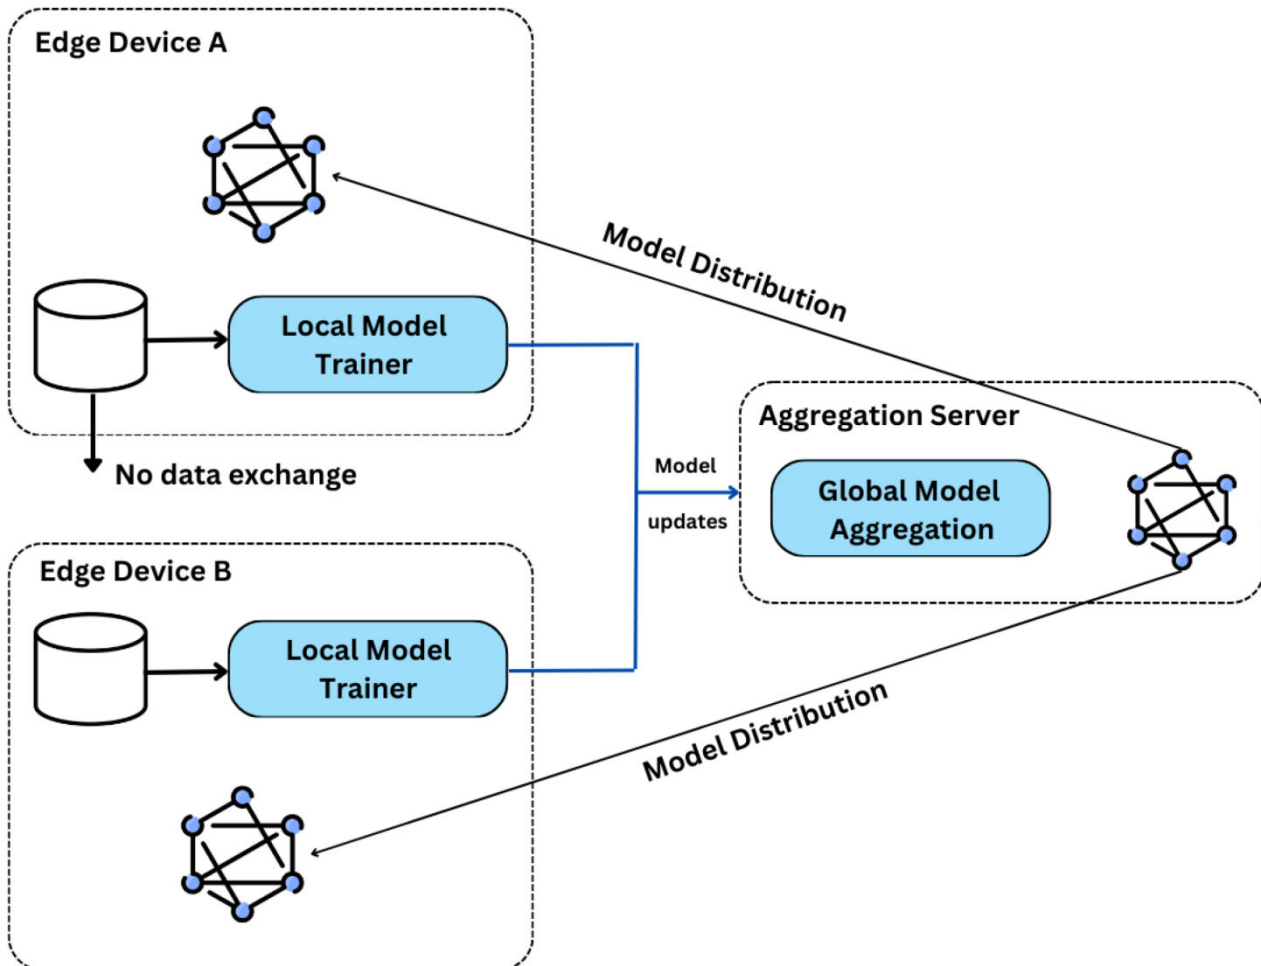 Edge Device A
Local Model
Trainer
No data exchange
Model Distribution
Aggregation Server
Global Model
Aggregation
Model
updates
Edge Device B
Local Model
Trainer
Model Distribution